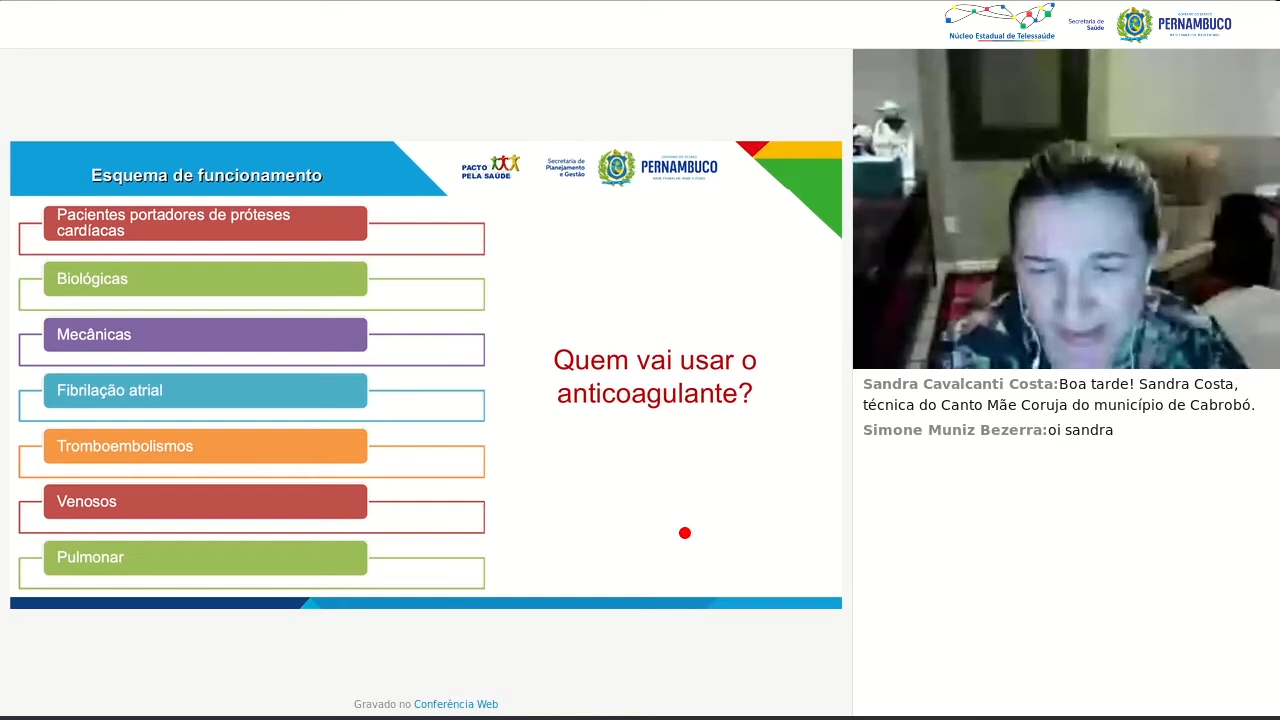 Núcleo Estadual de Telessaúde
Secretaria de
Saúde
PERNAMBUCO
Esquema de funcionamento
PACTO
PELA SAÚDE
Secretaria de
Planejamento
e Gestão
PERNAMBUCO
Pacientes portadores de próteses
cardíacas
Biológicas
Mecânicas
Fibrilação atrial
Tromboembolismos
Venosos
Pulmonar
Quem vai usar o
anticoagulante?
Sandra Cavalcanti Costa:Boa tarde! Sandra Costa,
técnica do Canto Mãe Coruja do município de Cabrobó.
Simone Muniz Bezerra:oi sandra
Gravado no Conferência Web